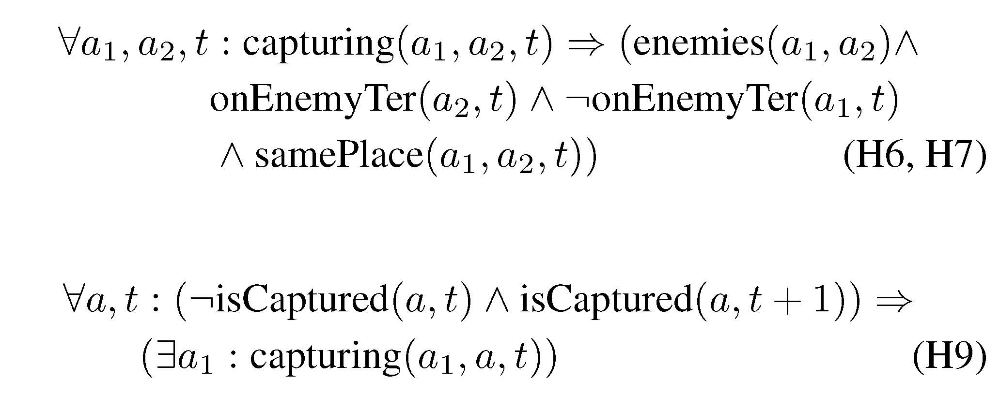 ∀a₁, a₂, t : capturing(a₁, a₂, t) ⇒ (enemies(a₁, a₂)∧
onEnemyTer(a₂, t) ∧ ¬onEnemyTer(a₁, t)
∧ samePlace(a₁, a₂, t)) (H6, H7)
∀a, t : (¬isCaptured(a, t) ∧ isCaptured(a, t + 1)) ⇒
(∃a₁ : capturing(a₁, a, t)) (H9)